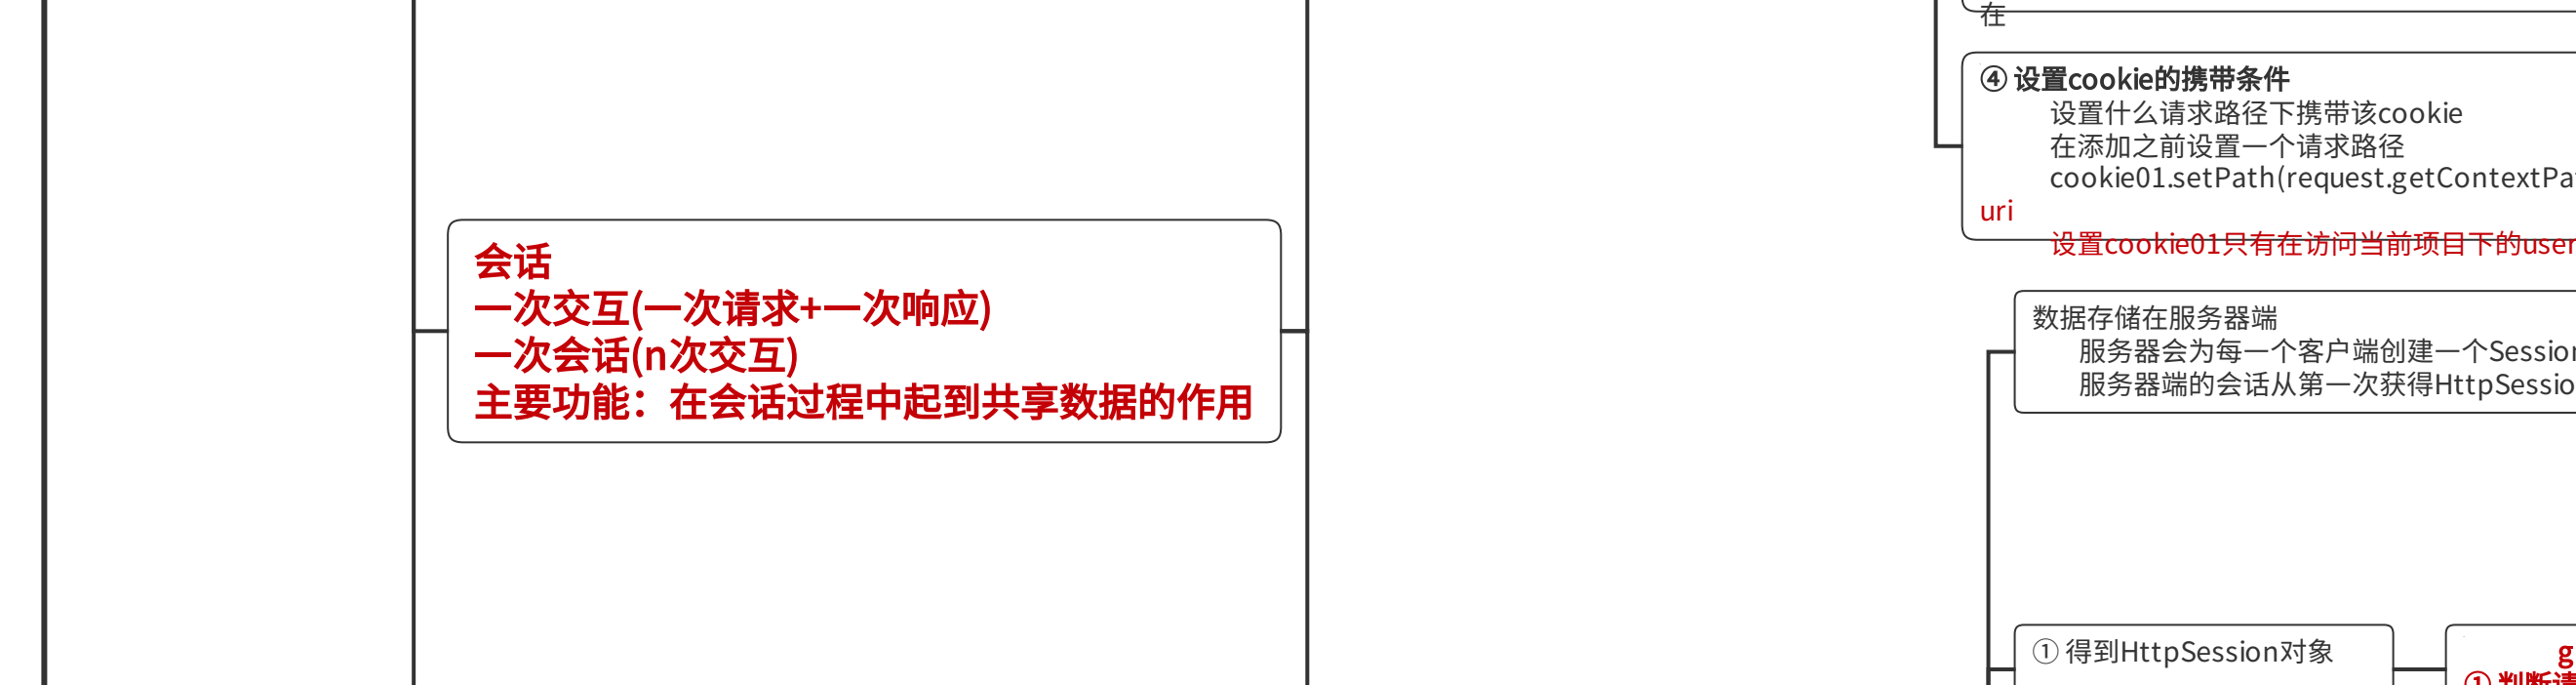 会话
一次交互(一次请求+一次响应)
一次会话(n次交互)
主要功能：在会话过程中起到共享数据的作用
在
④ 设置cookie的携带条件
设置什么请求路径下携带该cookie
在添加之前设置一个请求路径
cookie01.setPath(request.getContextPa
uri
设置cookie01只有在访问当前项目下的user
数据存储在服务器端
服务器会为每一个客户端创建一个Session
服务器端的会话从第一次获得HttpSessio
① 得到HttpSession对象
g
① 判断请